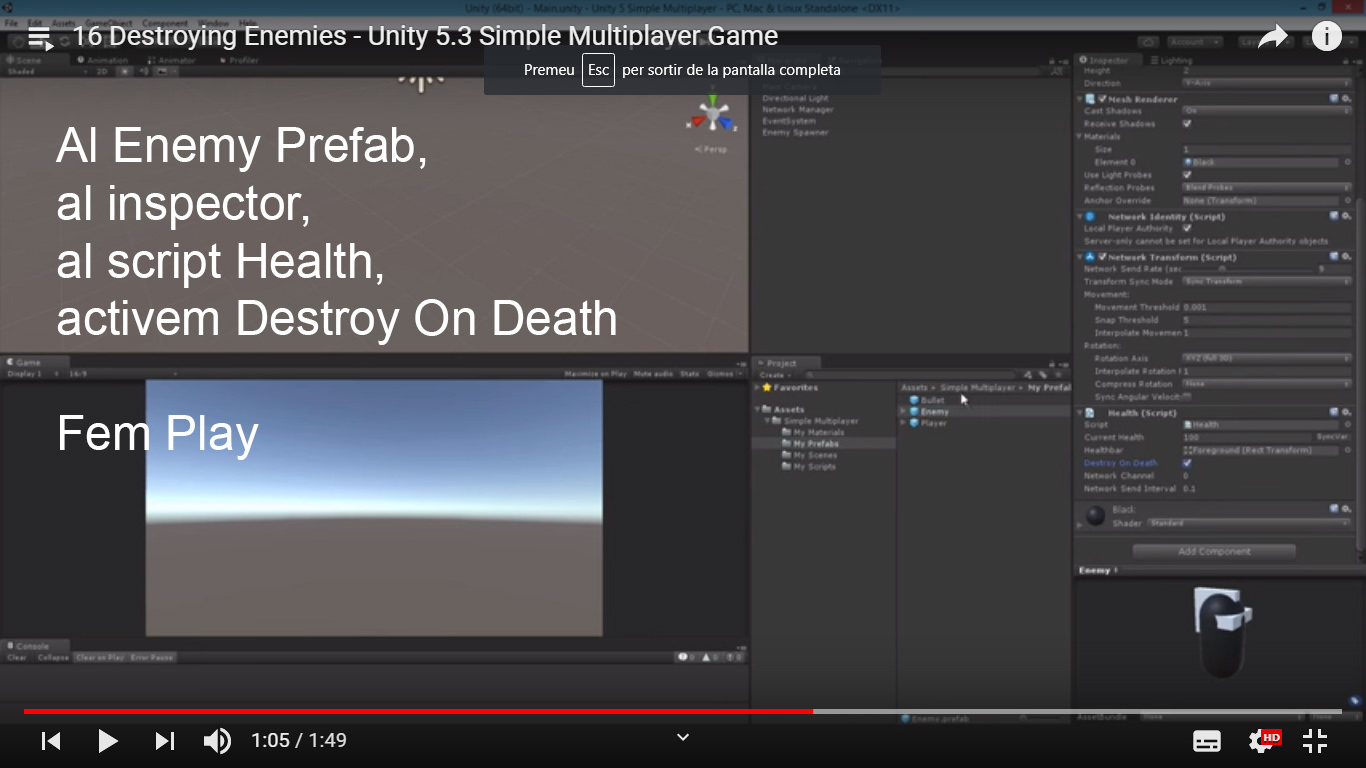 Unity (64bit) - Main.unity - Unity 5 Simple Multiplayer - PC, Mac & Linux Standalone <DX11>
File Edit Assets GameObject Component Window Help
16 Destroying Enemies - Unity 5.3 Simple Multiplayer Game
Premeu Esc per sortir de la pantalla completa
Scene Animation Animator Profiler
Shaded 2D
Account
Persp
Al Enemy Prefab,
al inspector,
al script Health,
activem Destroy On Death
Fem Play
Directional Light
Network Manager
EventSystem
Enemy Spawner
Game
Display 1 16:9 Maximize on Play Mute audio Stats Gizmos
Console
Clear Collapse Clear on Play Error Pause 0 0 0
Project
Create
Favorites
Assets
Simple Multiplayer
My Materials
My Prefabs
My Scenes
My Scripts
Assets Simple Multiplayer My Prefal
Bullet
Enemy
Player
Enemy.prefab
Inspector Lighting
Height 2
Direction Y-Axis
Mesh Renderer
Cast Shadows On
Receive Shadows
Materials
Size 1
Element 0 Black
Use Light Probes
Reflection Probes Blend Probes
Anchor Override None (Transform)
Network Identity (Script)
Local Player Authority
Server-only cannot be set for Local Player Authority objects
Network Transform (Script)
Network Send Rate (sec 9
Transform Sync Mode Sync Transform
Movement:
Movement Threshold 0.001
Snap Threshold 5
Interpolate Movemen 1
Rotation:
Rotation Axis XYZ (full 3D)
Interpolate Rotation 1
Compress Rotation None
Sync Angular Velocit
Health (Script)
Script Health
Current Health 100 SyncVar
Healthbar Foreground (Rect Transform)
Destroy On Death
Network Channel 0
Network Send Interval 0.1
Black
Shader Standard
Add Component
Enemy
AssetBundle None None
1:05 / 1:49
HD